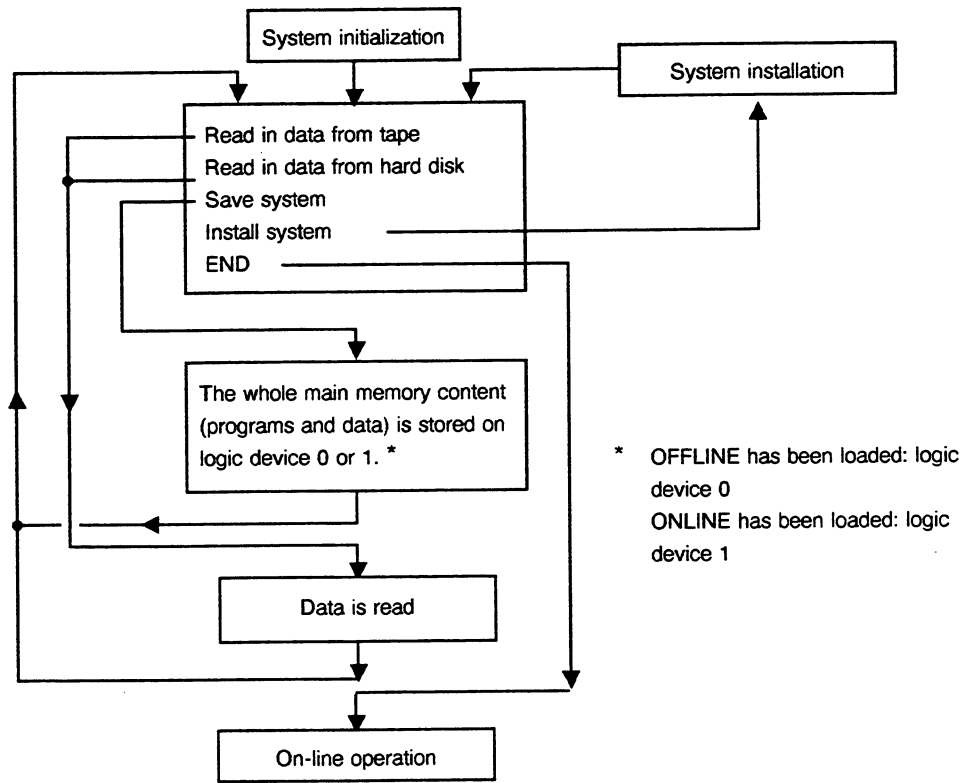 System initialization
System installation
Read in data from tape
Read in data from hard disk
Save system
Install system
END
The whole main memory content
(programs and data) is stored on
logic device 0 or 1. *
* OFFLINE has been loaded: logic
device 0
ONLINE has been loaded: logic
device 1
Data is read
On-line operation